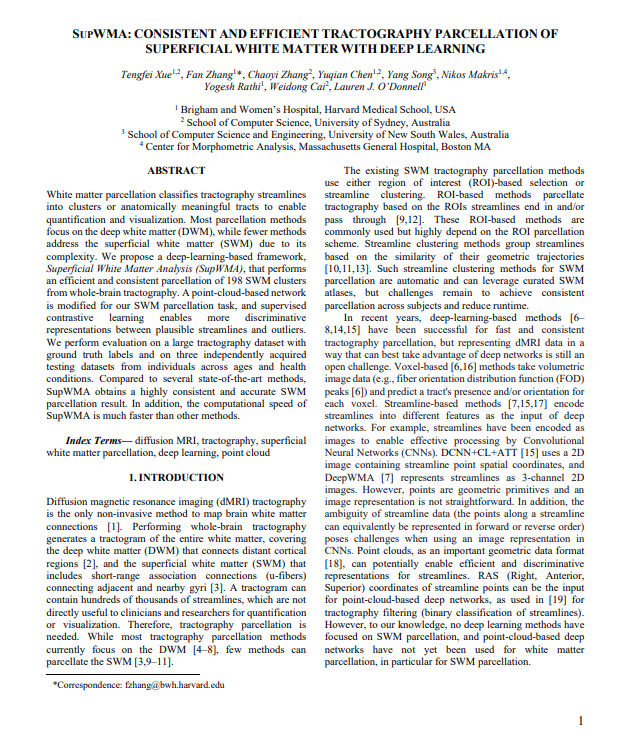 SUPWMA: CONSISTENT AND EFFICIENT TRACTOGRAPHY PARCELLATION OF
SUPERFICIAL WHITE MATTER WITH DEEP LEARNING
Tengfei Xue1,2, Fan Zhang1*, Chaoyi Zhang2, Yuqian Chen1,2, Yang Song3, Nikos Makris1,4,
Yogesh Rathi1, Weidong Cai2, Lauren J. O'Donnell1
1 Brigham and Women's Hospital, Harvard Medical School, USA
2 School of Computer Science, University of Sydney, Australia
3 School of Computer Science and Engineering, University of New South Wales, Australia
4 Center for Morphometric Analysis, Massachusetts General Hospital, Boston MA
ABSTRACT
White matter parcellation classifies tractography streamlines
into clusters or anatomically meaningful tracts to enable
quantification and visualization. Most parcellation methods
focus on the deep white matter (DWM), while fewer methods
address the superficial white matter (SWM) due to its
complexity. We propose a deep-learning-based framework,
Superficial White Matter Analysis (SupWMA), that performs
an efficient and consistent parcellation of 198 SWM clusters
from whole-brain tractography. A point-cloud-based network
is modified for our SWM parcellation task, and supervised
contrastive learning enables more discriminative
representations between plausible streamlines and outliers.
We perform evaluation on a large tractography dataset with
ground truth labels and on three independently acquired
testing datasets from individuals across ages and health
conditions. Compared to several state-of-the-art methods,
SupWMA obtains a highly consistent and accurate SWM
parcellation result. In addition, the computational speed of
SupWMA is much faster than other methods.
Index Terms— diffusion MRI, tractography, superficial
white matter parcellation, deep learning, point cloud
1. INTRODUCTION
Diffusion magnetic resonance imaging (dMRI) tractography
is the only non-invasive method to map brain white matter
connections [1]. Performing whole-brain tractography
generates a tractogram of the entire white matter, covering
the deep white matter (DWM) that connects distant cortical
regions [2], and the superficial white matter (SWM) that
includes short-range association connections (u-fibers)
connecting adjacent and nearby gyri [3]. A tractogram can
contain hundreds of thousands of streamlines, which are not
directly useful to clinicians and researchers for quantification
or visualization. Therefore, tractography parcellation is
needed. While most tractography parcellation methods
currently focus on the DWM [4–8], few methods can
parcellate the SWM [3,9–11].
*Correspondence: fzhang@bwh.harvard.edu
The existing SWM tractography parcellation methods
use either region of interest (ROI)-based selection or
streamline clustering. ROI-based methods parcellate
tractography based on the ROIs streamlines end in and/or
pass through [9,12]. These ROI-based methods are
commonly used but highly depend on the ROI parcellation
scheme. Streamline clustering methods group streamlines
based on the similarity of their geometric trajectories
[10,11,13]. Such streamline clustering methods for SWM
parcellation are automatic and can leverage curated SWM
atlases, but challenges remain to achieve consistent
parcellation across subjects and reduce runtime.
In recent years, deep-learning-based methods [6–
8,14,15] have been successful for fast and consistent
tractography parcellation, but representing dMRI data in a
way that can best take advantage of deep networks is still an
open challenge. Voxel-based [6,16] methods take volumetric
image data (e.g., fiber orientation distribution function (FOD)
peaks [6]) and predict a tract's presence and/or orientation for
each voxel. Streamline-based methods [7,15,17] encode
streamlines into different features as the input of deep
networks. For example, streamlines have been encoded as
images to enable effective processing by Convolutional
Neural Networks (CNNs). DCNN+CL+ATT [15] uses a 2D
image containing streamline point spatial coordinates, and
DeepWMA [7] represents streamlines as 3-channel 2D
images. However, points are geometric primitives and an
image representation is not straightforward. In addition, the
ambiguity of streamline data (the points along a streamline
can equivalently be represented in forward or reverse order)
poses challenges when using an image representation in
CNNs. Point clouds, as an important geometric data format
[18], can potentially enable efficient and discriminative
representations for streamlines. RAS (Right, Anterior,
Superior) coordinates of streamline points can be the input
for point-cloud-based deep networks, as used in [19] for
tractography filtering (binary classification of streamlines).
However, to our knowledge, no deep learning methods have
focused on SWM parcellation, and point-cloud-based deep
networks have not yet been used for white matter
parcellation, in particular for SWM parcellation.
1